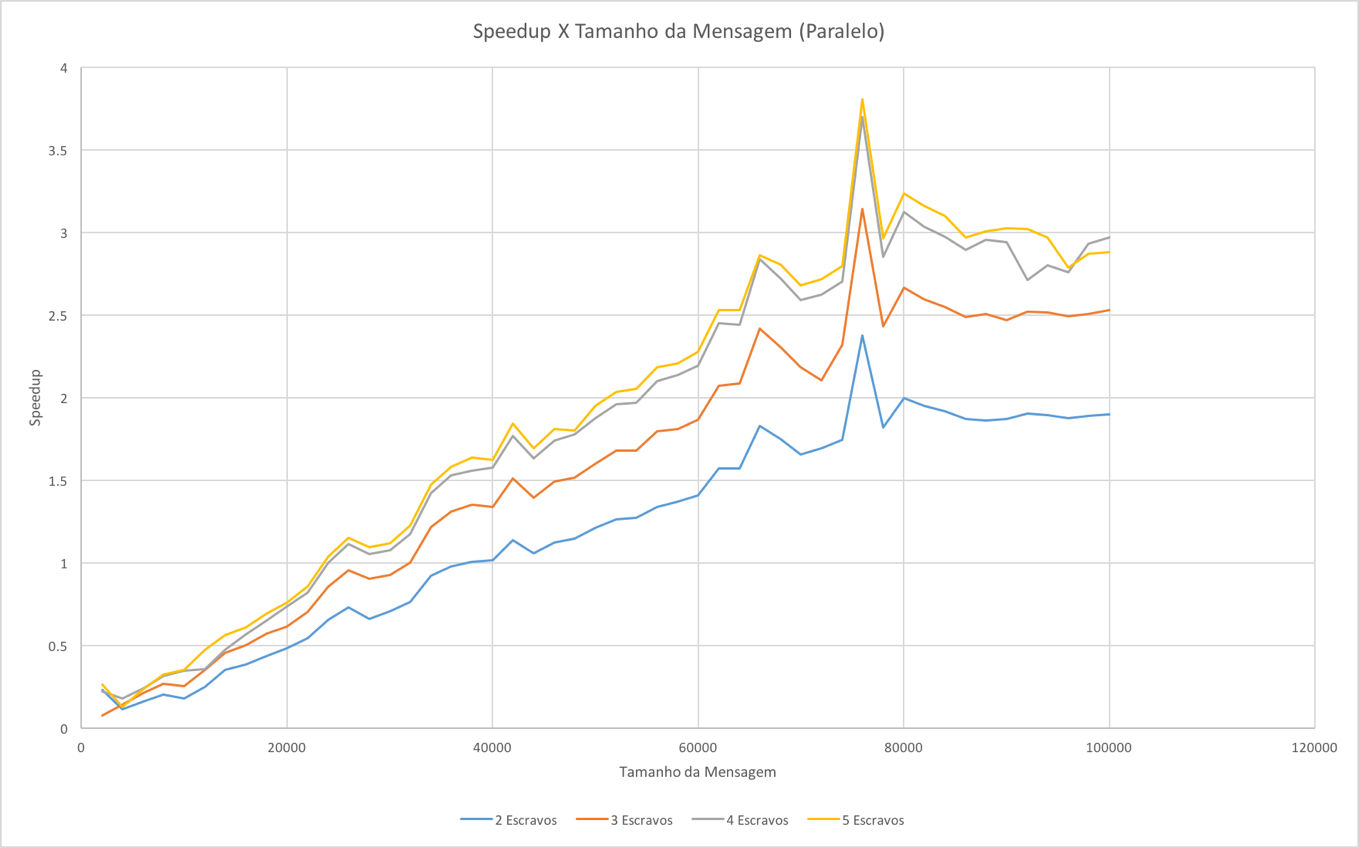 Speedup X Tamanho da Mensagem (Paralelo)
4
3.5
3
2.5
2
1.5
1
0.5
0
Speedup
0 20000 40000 60000 80000 100000 120000
Tamanho da Mensagem
2 Escravos 3 Escravos 4 Escravos 5 Escravos